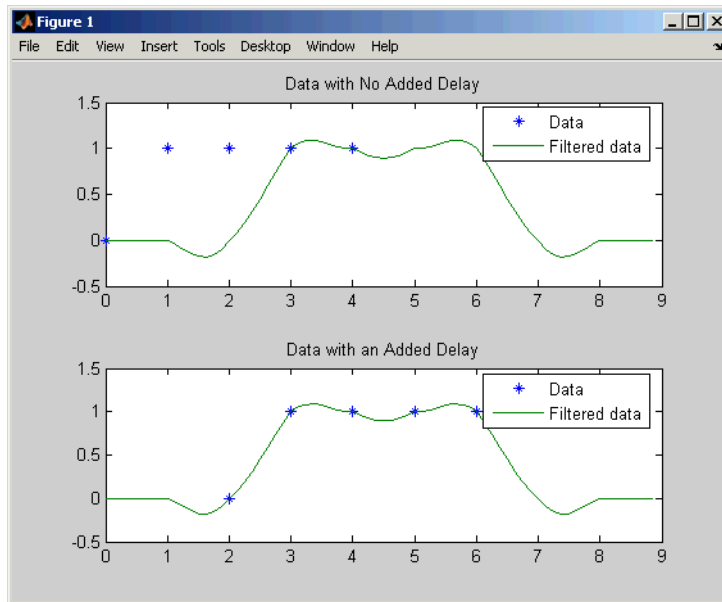 Figure 1
File Edit View Insert Tools Desktop Window Help
Data with No Added Delay
1.5
1
0.5
0
-0.5
0 1 2 3 4 5 6 7 8 9
Data
Filtered data
Data with an Added Delay
1.5
1
0.5
0
-0.5
0 1 2 3 4 5 6 7 8 9
Data
Filtered data